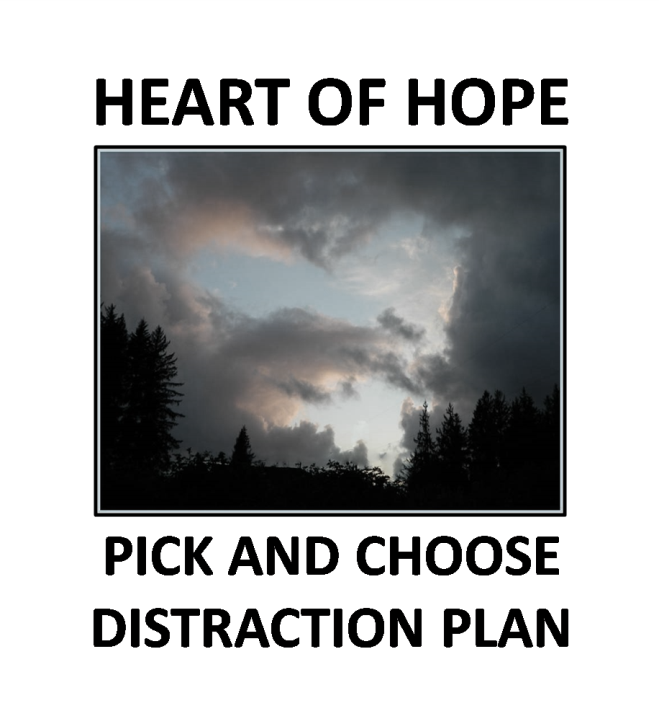 HEART OF HOPE
PICK AND CHOOSE
DISTRACTION PLAN